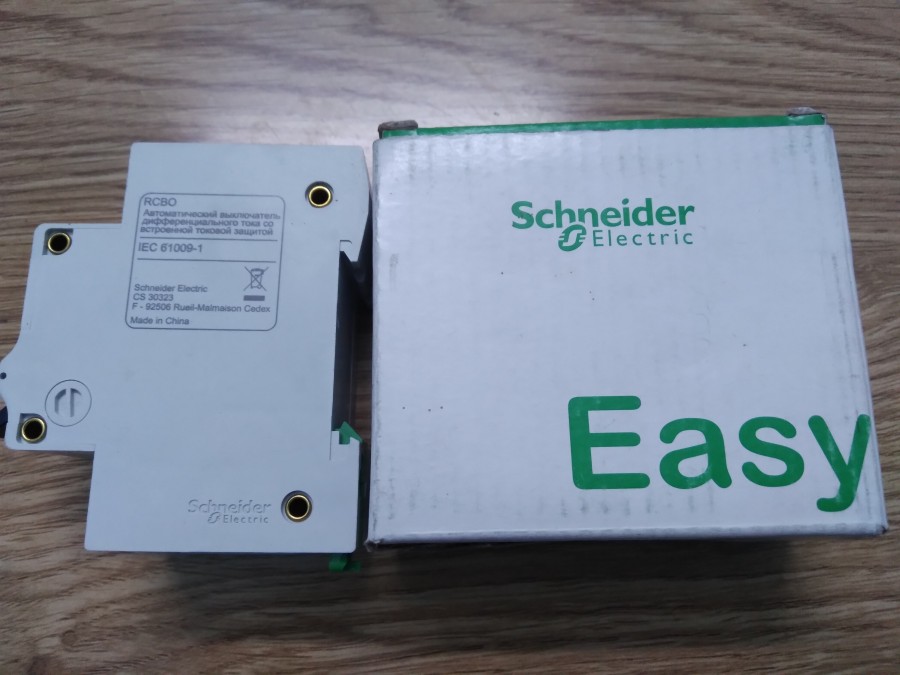 RCBO
Автоматический выключатель
дифференциального тока со
встроенной токовой защитой
IEC 61009-1
Schneider Electric
CS 30323
F - 92506 Rueil-Malmaison Cedex
Made in China
Schneider
Electric
Schneider
Electric
Easy